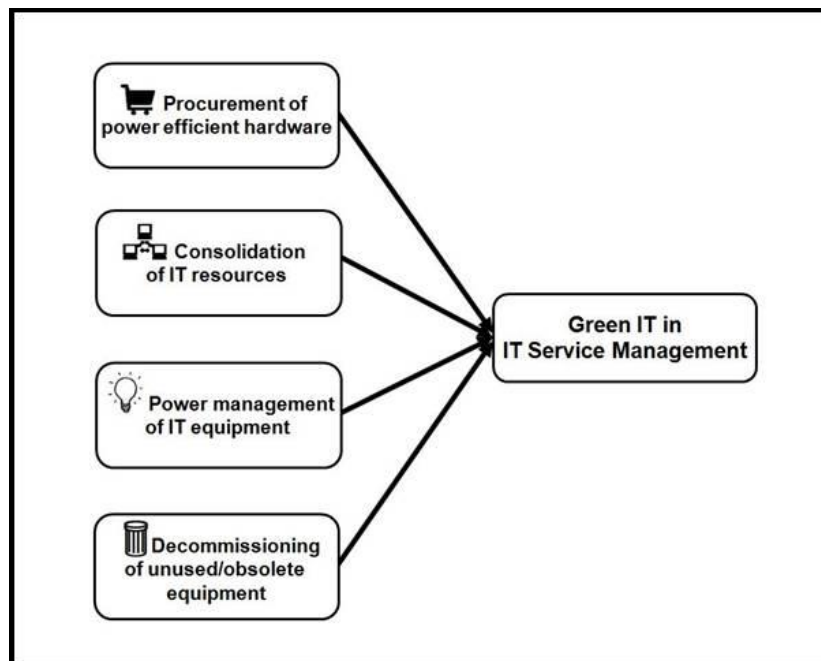 Procurement of
power efficient hardware
Consolidation
of IT resources
Green IT in
IT Service Management
Power management
of IT equipment
Decommissioning
of unused/obsolete
equipment